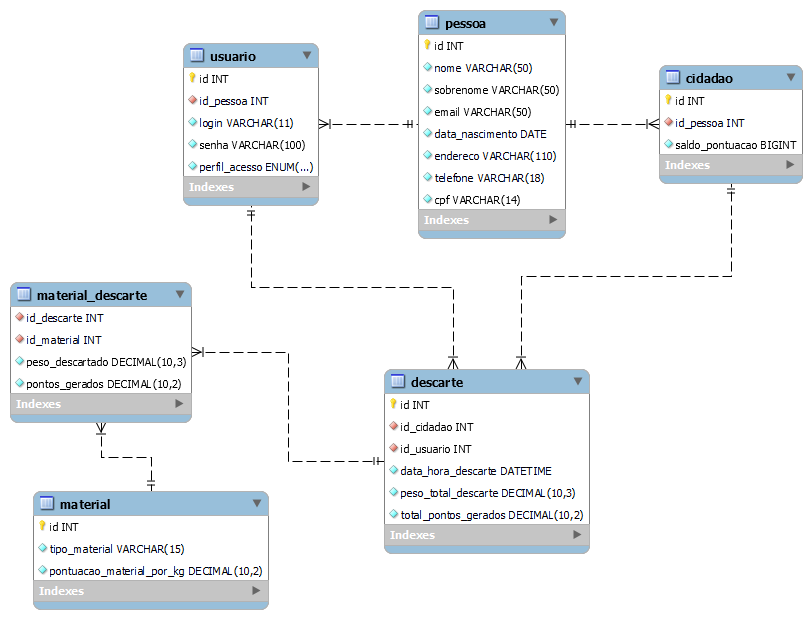 pessoa
id INT
nome VARCHAR(50)
sobrenome VARCHAR(50)
email VARCHAR(50)
data_nascimento DATE
endereco VARCHAR(110)
telefone VARCHAR(18)
cpf VARCHAR(14)
Indexes
usuario
id INT
id_pessoa INT
login VARCHAR(11)
senha VARCHAR(100)
perfil_acesso ENUM(...)
Indexes
cidadao
id INT
id_pessoa INT
saldo_pontuacao BIGINT
Indexes
material_descarte
id_descarte INT
id_material INT
peso_descartado DECIMAL(10,3)
pontos_gerados DECIMAL(10,2)
Indexes
descarte
id INT
id_cidadao INT
id_usuario INT
data_hora_descarte DATETIME
peso_total_descarte DECIMAL(10,3)
total_pontos_gerados DECIMAL(10,2)
Indexes
material
id INT
tipo_material VARCHAR(15)
pontuacao_material_por_kg DECIMAL(10,2)
Indexes